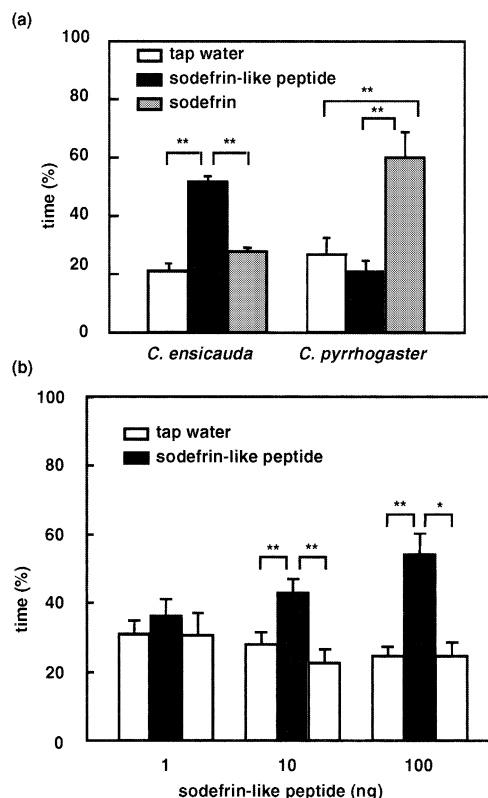 (a)
100
80
60
40
20
0
time (%)
tap water
sodefrin-like peptide
sodefrin
** **
** **
C. ensicauda C. pyrrhogaster
(b)
100
80
60
40
20
0
time (%)
tap water
sodefrin-like peptide
** **
** *
1 10 100
sodefrin-like peptide (ng)